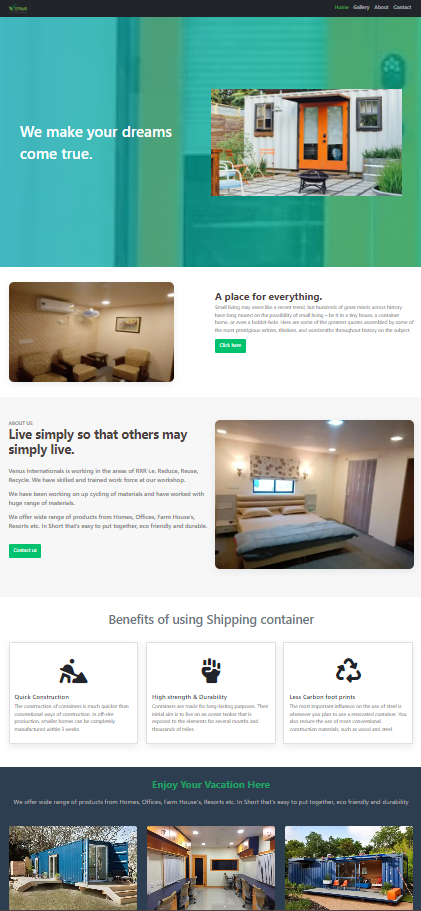 Home Gallery About Contact
We make your dreams
come true.
A place for everything.
Small living may seem like a recent trend, but hundreds of great minds across history
have long mused on the possibility of small living – be it in a tiny house, a container
home, or even a hobbit-hole. Here are some of the greatest quotes assembled by some of
the most prestigious writers, thinkers, and wordsmiths throughout history on the subject.
Click here
ABOUT US
Live simply so that others may
simply live.
Venus Internationals is working in the areas of RRR i.e. Reduce, Reuse,
Recycle. We have skilled and trained work force at our workshop.
We have been working on up cycling of materials and have worked with
huge range of materials.
We offer wide range of products from Homes, Offices, Farm House's,
Resorts etc. In Short that's easy to put together, eco friendly and durable.
Contact us
Benefits of using Shipping container
Quick Construction
The construction of containers is much quicker than
conventional ways of construction. In off-site
production, smaller homes can be completely
manufactured within 3 weeks.
High strength & Durability
Containers are made for long-lasting purposes. Their
initial aim is to live on an ocean tanker that is
exposed to the elements for several months and
thousands of miles
Less Carbon foot prints
The most important influence on the use of steel is
whenever you plan to use a renovated container. You
also reduce the use of more conventional
construction materials, such as wood and steel.
Enjoy Your Vacation Here
We offer wide range of products from Homes, Offices, Farm House's, Resorts etc. In Short that's easy to put together, eco friendly and durability